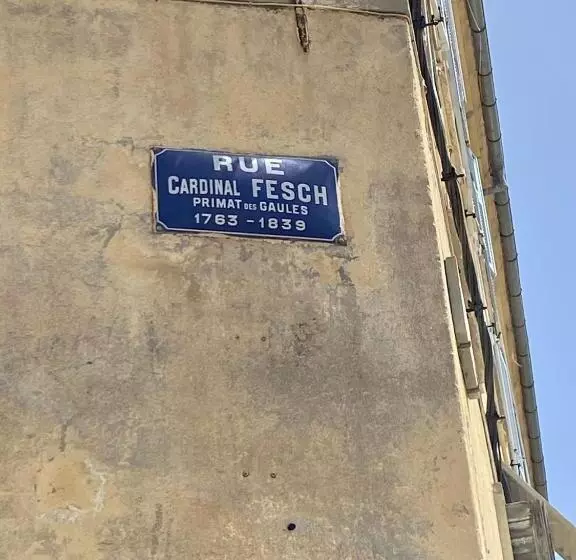 RUE
CARDINAL FESCH
PRIMAT DES GAULES
1763 - 1839